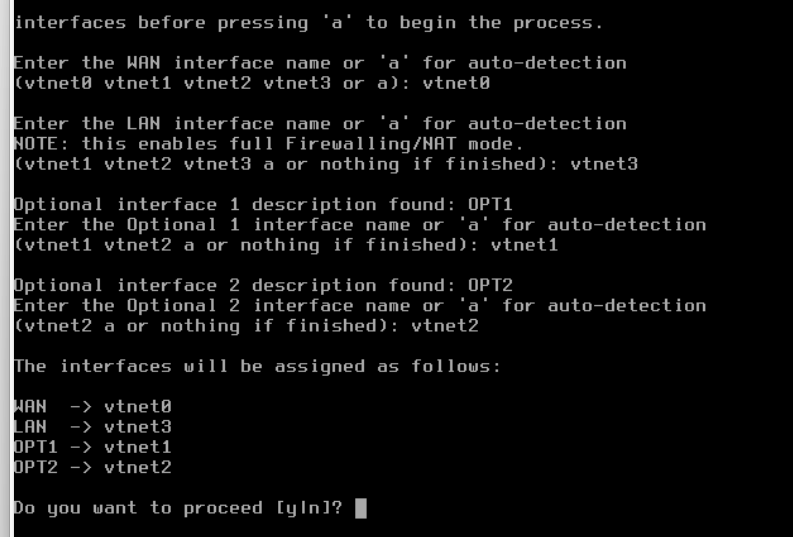 interfaces before pressing 'a' to begin the process.
Enter the WAN interface name or 'a' for auto-detection
(vtnet0 vtnet1 vtnet2 vtnet3 or a): vtnet0
Enter the LAN interface name or 'a' for auto-detection
NOTE: this enables full Firewalling/NAT mode.
(vtnet1 vtnet2 vtnet3 a or nothing if finished): vtnet3
Optional interface 1 description found: OPT1
Enter the Optional 1 interface name or 'a' for auto-detection
(vtnet1 vtnet2 a or nothing if finished): vtnet1
Optional interface 2 description found: OPT2
Enter the Optional 2 interface name or 'a' for auto-detection
(vtnet2 a or nothing if finished): vtnet2
The interfaces will be assigned as follows:
WAN  -> vtnet0
LAN  -> vtnet3
OPT1 -> vtnet1
OPT2 -> vtnet2
Do you want to proceed [y|n]?